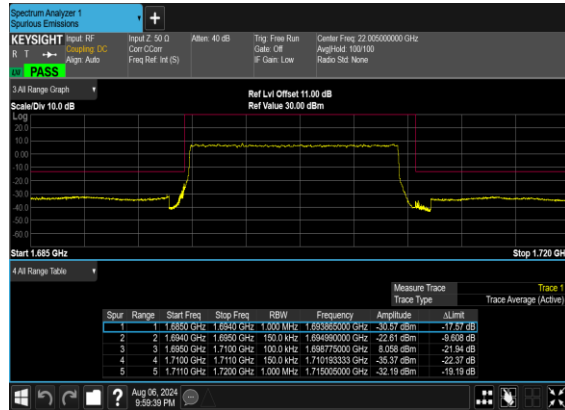 Spectrum Analyzer 1
Spurious Emissions
+
KEYSIGHT Input: RF Input Z: 50 Ω Atten: 40 dB Trig: Free Run Center Freq: 22.005000000 GHz
R T Coupling: DC Corr CCorr Gate: Off Avg|Hold: 100/100
Align: Auto Freq Ref: Int (S) IF Gain: Low Radio Std: None
PASS
3 All Range Graph
Ref Lvl Offset 11.00 dB
Scale/Div 10.0 dB Ref Value 30.00 dBm
Log
20.0
10.0
0.00
-10.0
-20.0
-30.0
-40.0
-50.0
-60.0
Start 1.685 GHz Stop 1.720 GH
4 All Range Table
Measure Trace Trace 1
Trace Type Trace Average (Active)
Spur Range Start Freq Stop Freq RBW Frequency Amplitude ΔLimit
1 1 1.6850 GHz 1.6940 GHz 1.000 MHz 1.693865000 GHz -30.57 dBm -17.57 dB
2 2 1.6940 GHz 1.6950 GHz 150.0 kHz 1.694990000 GHz -22.61 dBm -9.608 dB
3 3 1.6950 GHz 1.7100 GHz 100.0 kHz 1.698775000 GHz 8.058 dBm -21.94 dB
4 4 1.7100 GHz 1.7110 GHz 150.0 kHz 1.710193333 GHz -35.37 dBm -22.37 dB
5 5 1.7110 GHz 1.7200 GHz 1.000 MHz 1.715005000 GHz -32.19 dBm -19.19 dB
? Aug 06, 2024
9:59:39 PM